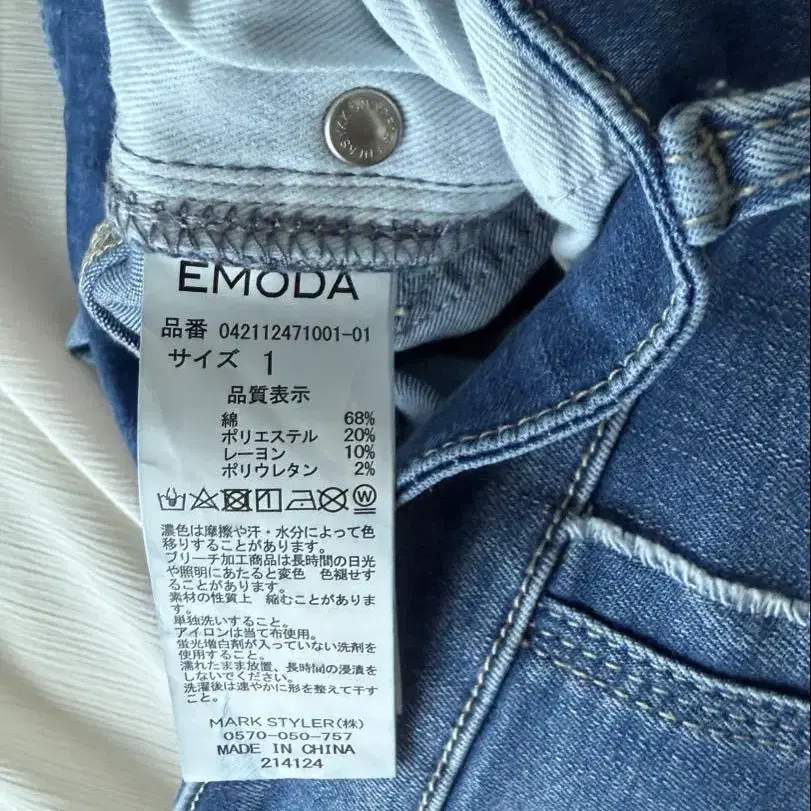 EMODA
品番 042112471001-01
サイズ 1
品質表示
綿 68%
ポリエステル 20%
レーヨン 10%
ポリウレタン 2%
W
濃色は摩擦や汗・水分によって色
移りすることがあります。
ブリーチ加工商品は長時間の日光
や照明にあたると変色 色褪せす
ることがあります。
素材の性質上 縮むことがありま
す。
単独洗いすること。
アイロンは当て布使用。
蛍光増白剤が入っていない洗剤を
使用すること。
濡れたまま放置、長時間の浸漬を
しないでください。
洗濯後は速やかに形を整えて干す
こと。
MARK STYLER(株)
0570-050-757
MADE IN CHINA
214124